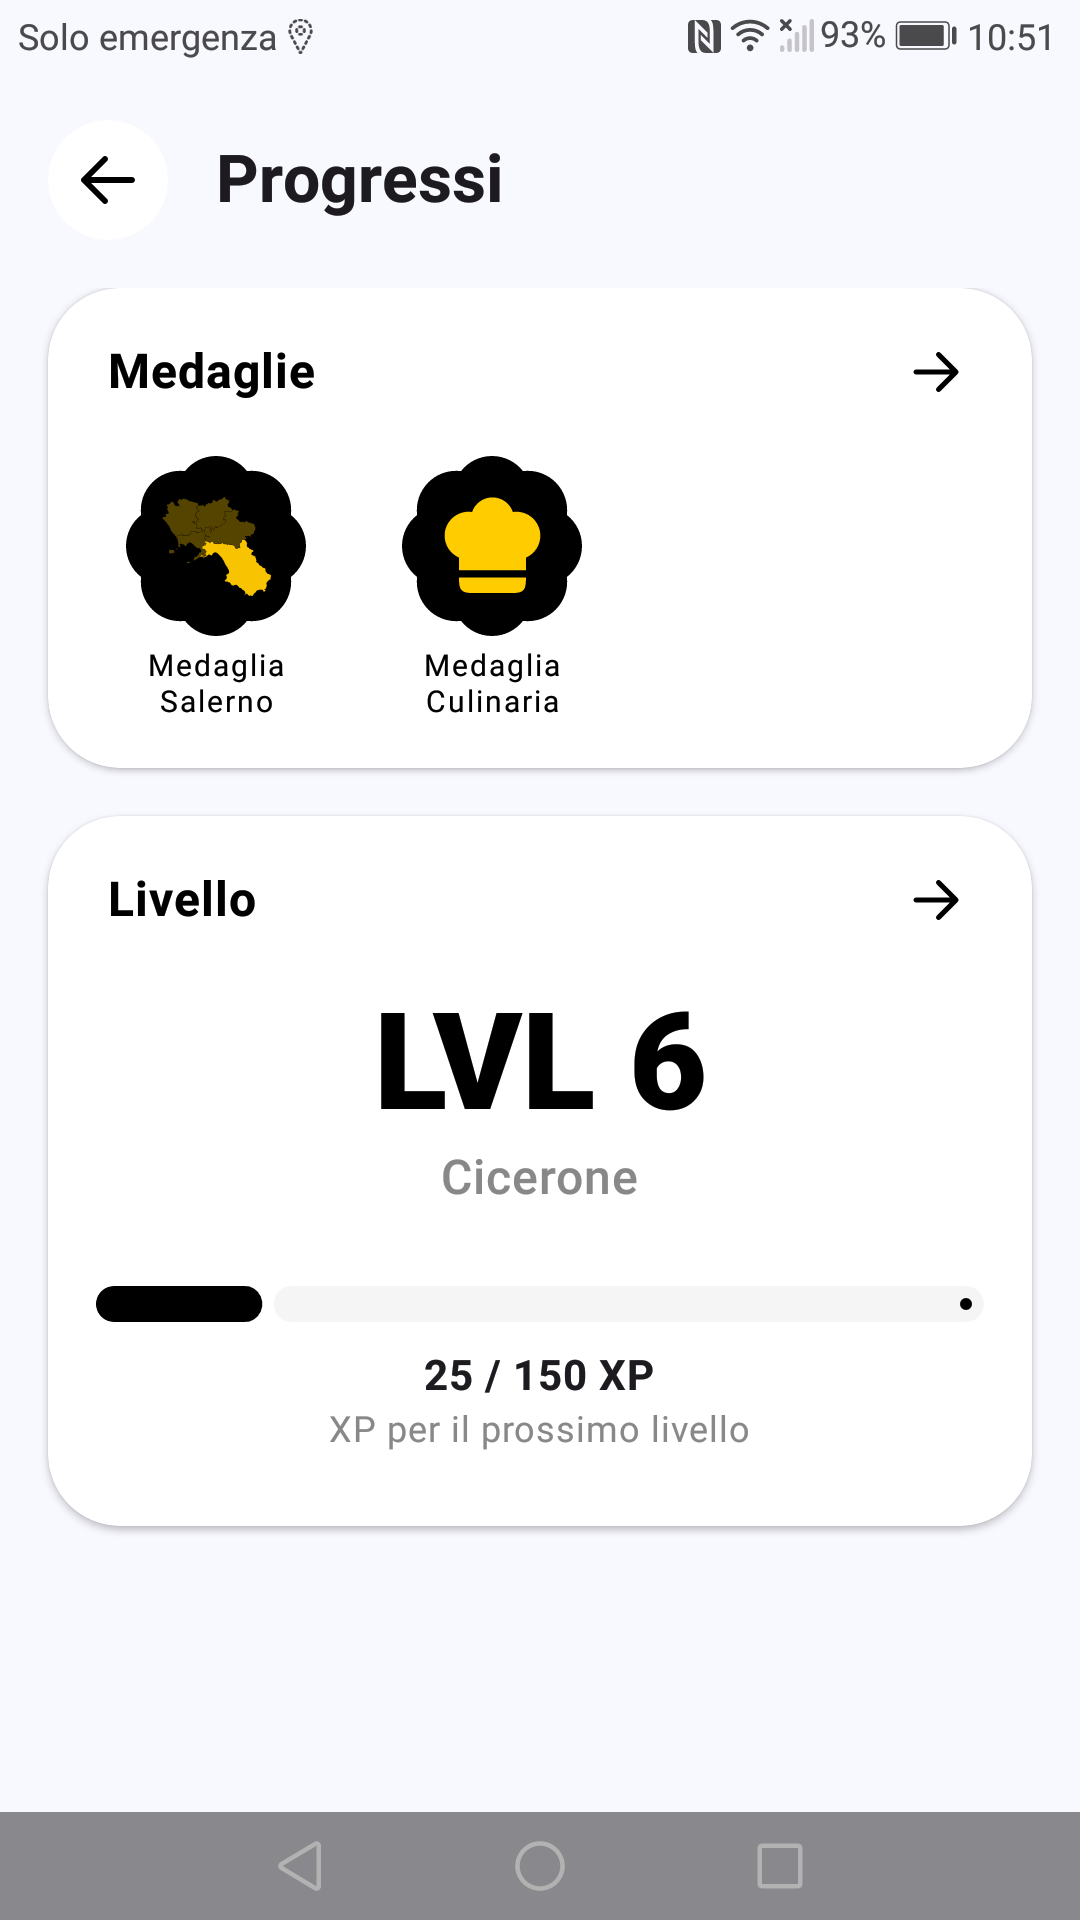 Solo emergenza 93% 10:51
Progressi
Medaglie
Medaglia Salerno
Medaglia Culinaria
Livello
LVL 6
Cicerone
25 / 150 XP
XP per il prossimo livello